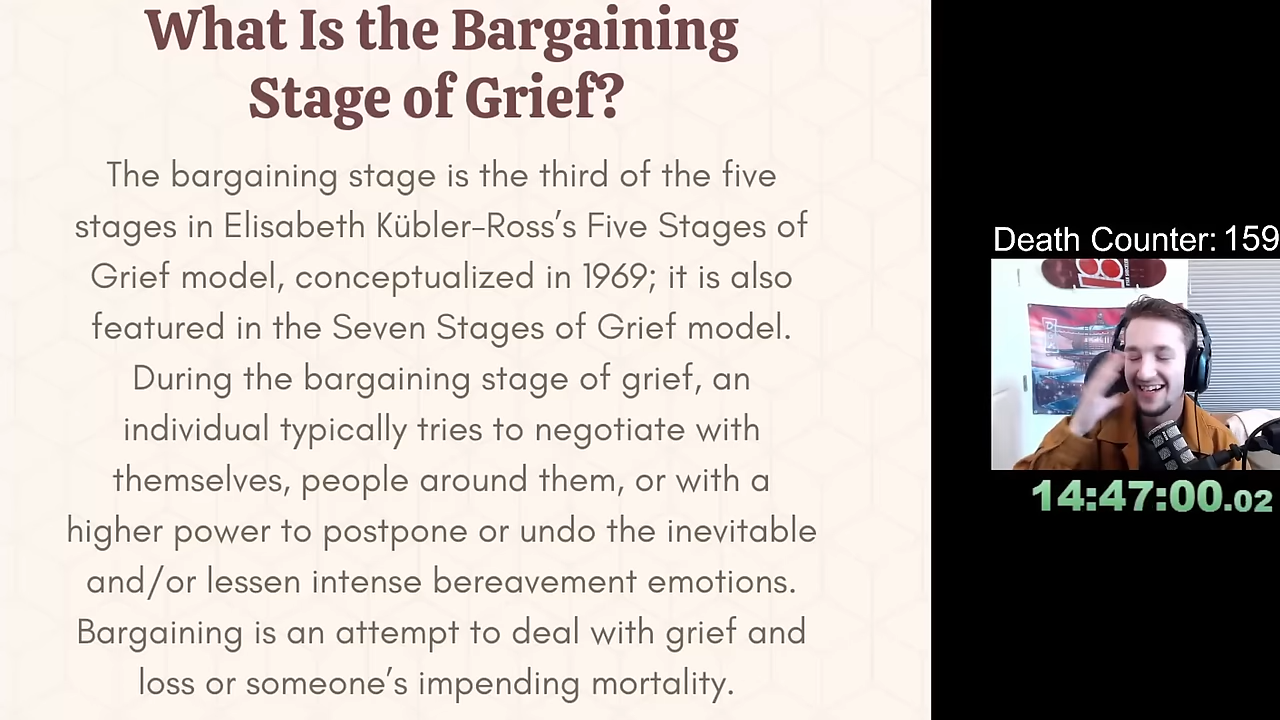 What Is the Bargaining
Stage of Grief?
The bargaining stage is the third of the five
stages in Elisabeth Kübler-Ross’s Five Stages of
Grief model, conceptualized in 1969; it is also
featured in the Seven Stages of Grief model.
During the bargaining stage of grief, an
individual typically tries to negotiate with
themselves, people around them, or with a
higher power to postpone or undo the inevitable
and/or lessen intense bereavement emotions.
Bargaining is an attempt to deal with grief and
loss or someone’s impending mortality.
Death Counter: 159
14:47:00.02